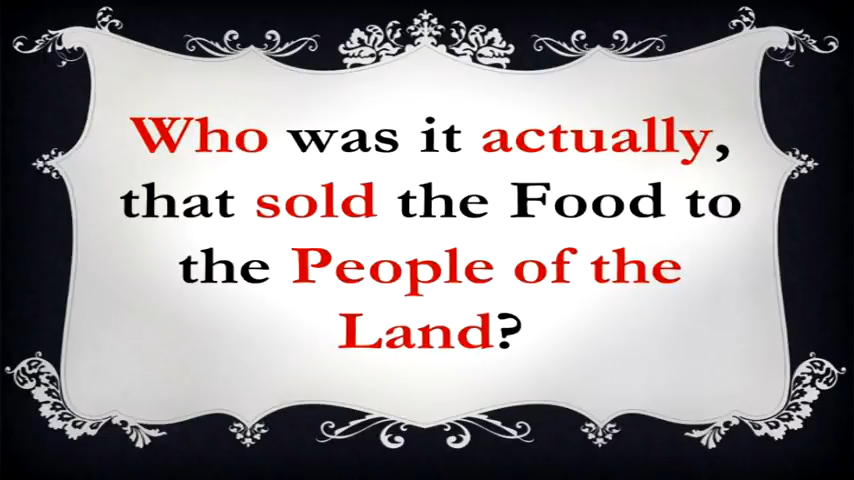 Who was it actually,
that sold the Food to
the People of the
Land?